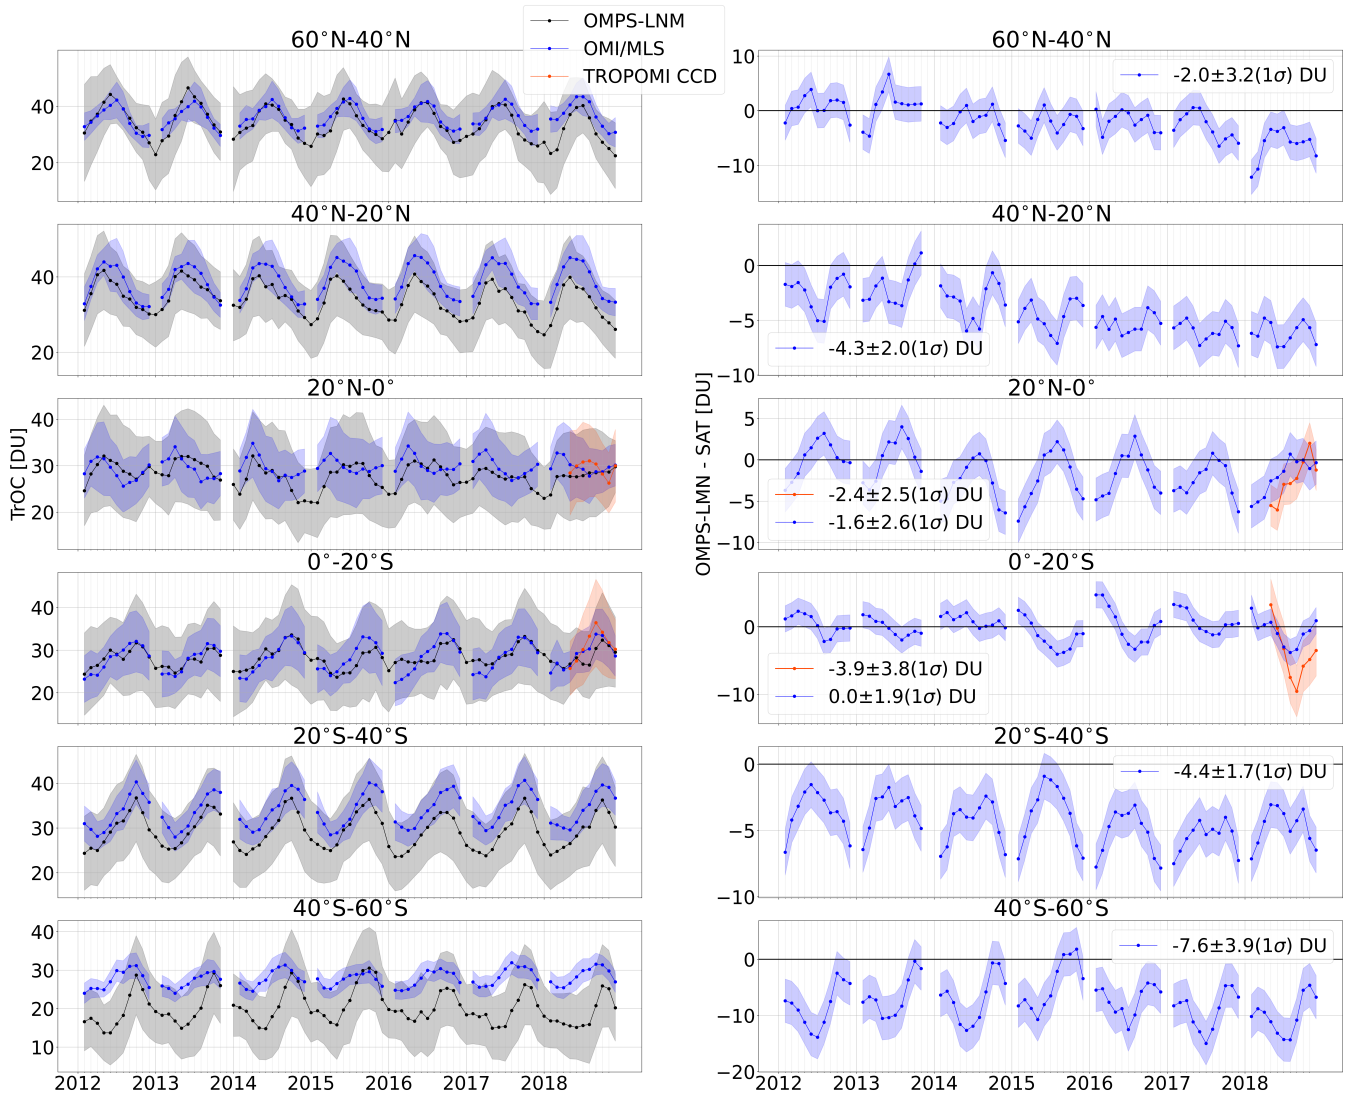 OMPS-LNM
OMI/MLS
TROPOMI CCD
60°N-40°N
40
20
40°N-20°N
40
20
20°N-0°
40
30
20
TrOC [DU]
0°-20°S
40
30
20
20°S-40°S
40
30
20
40°S-60°S
40
30
20
10
2012 2013 2014 2015 2016 2017 2018
60°N-40°N
10
0
−10
-2.0±3.2(1σ) DU
40°N-20°N
0
−5
−10
-4.3±2.0(1σ) DU
20°N-0°
5
0
−5
−10
-2.4±2.5(1σ) DU
-1.6±2.6(1σ) DU
OMPS-LMN - SAT [DU]
0°-20°S
0
−10
-3.9±3.8(1σ) DU
0.0±1.9(1σ) DU
20°S-40°S
0
−5
−10
-4.4±1.7(1σ) DU
40°S-60°S
0
−10
−20
-7.6±3.9(1σ) DU
2012 2013 2014 2015 2016 2017 2018